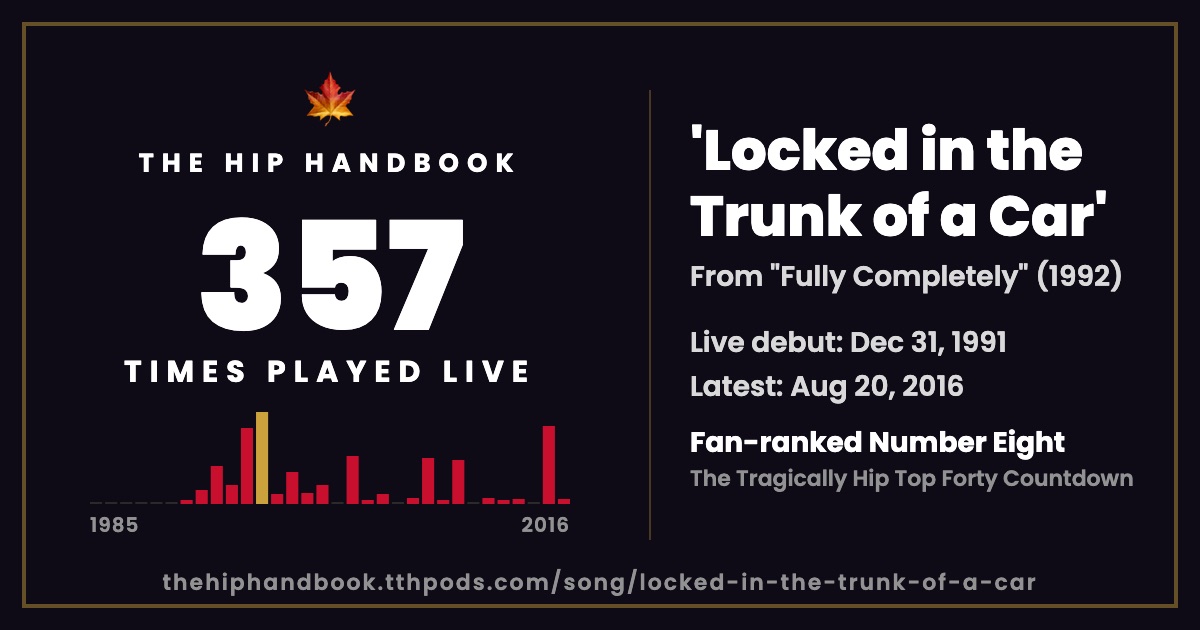 THE HIP HANDBOOK
357
TIMES PLAYED LIVE
1985 2016
'Locked in the
Trunk of a Car'
From "Fully Completely" (1992)
Live debut: Dec 31, 1991
Latest: Aug 20, 2016
Fan-ranked Number Eight
The Tragically Hip Top Forty Countdown
thehiphandbook.tthpods.com/song/locked-in-the-trunk-of-a-car